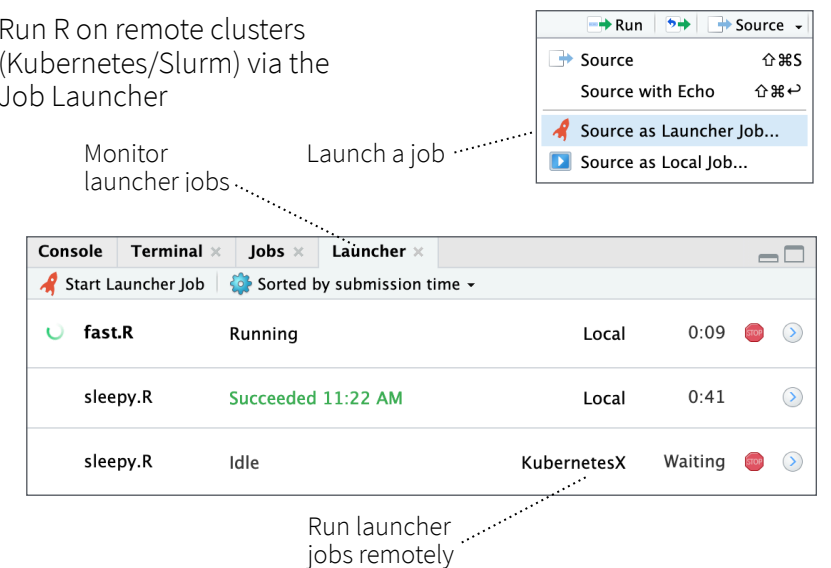 Run R on remote clusters
(Kubernetes/Slurm) via the
Job Launcher
Run Source
Source ⇧⌘S
Source with Echo ⇧⌘↩
Source as Launcher Job...
Source as Local Job...
Launch a job
Monitor
launcher jobs
Console Terminal × Jobs × Launcher ×
Start Launcher Job Sorted by submission time
fast.R Running Local 0:09 STOP
sleepy.R Succeeded 11:22 AM Local 0:41
sleepy.R Idle KubernetesX Waiting STOP
Run launcher
jobs remotely